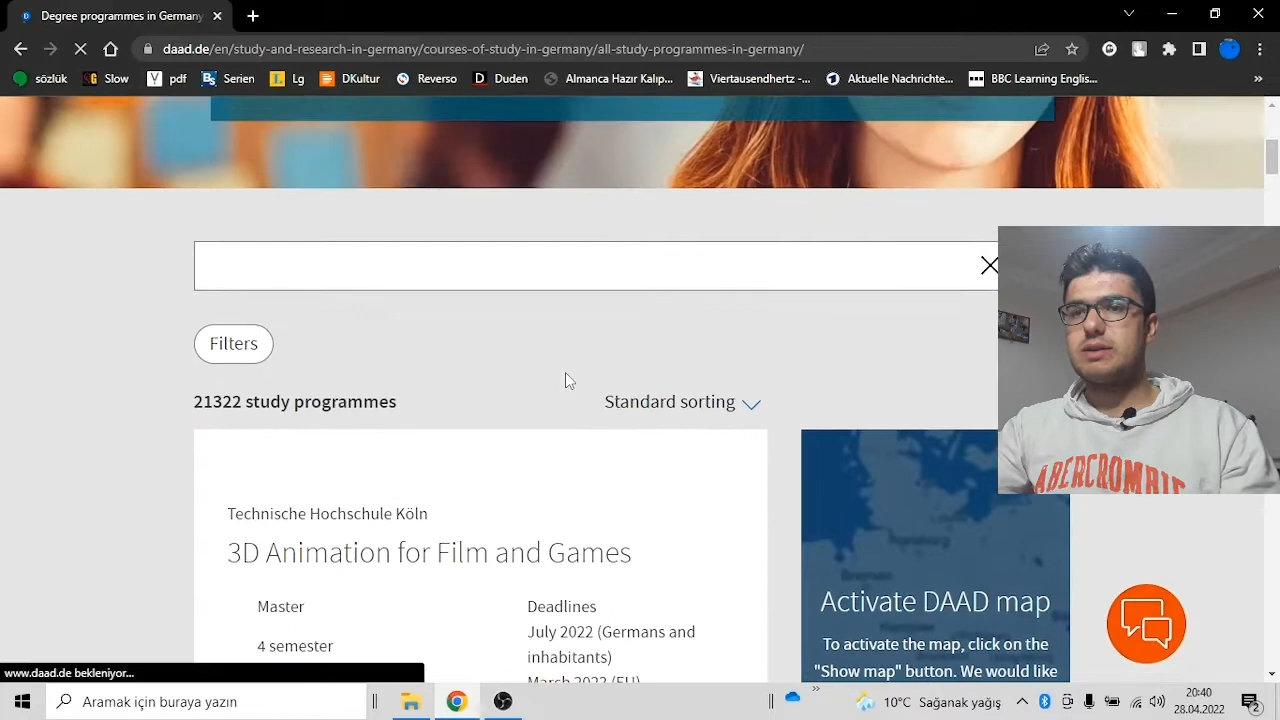 Degree programmes in Germany
daad.de/en/study-and-research-in-germany/courses-of-study-in-germany/all-study-programmes-in-germany/
sözlük
Slow
pdf
Serien
Lg
DKultur
Reverso
Duden
Almanca Hazır Kalıp...
Viertausendhertz -...
Aktuelle Nachrichte...
BBC Learning Englis...
Filters
21322 study programmes
Standard sorting
Technische Hochschule Köln
3D Animation for Film and Games
Master
4 semester
Deadlines
July 2022 (Germans and
inhabitants)
March 2022 (EU)
Activate DAAD map
To activate the map, click on the
"Show map" button. We would like
ABERCROMBIE
www.daad.de bekleniyor...
Aramak için buraya yazın
10°C Sağanak yağış
20:40
28.04.2022
2